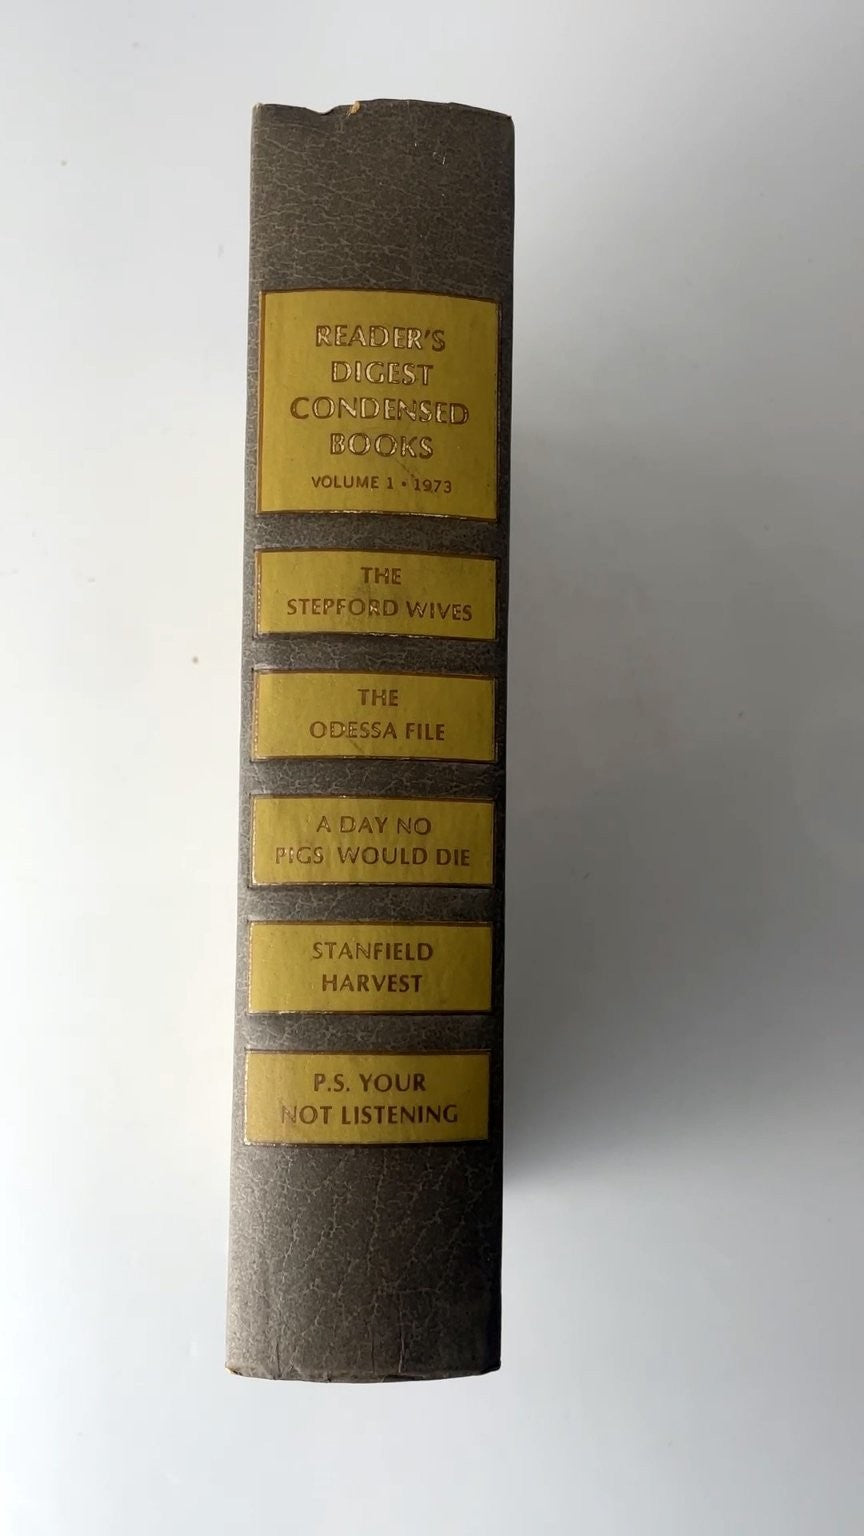 READER'S
DIGEST
CONDENSED
BOOKS
VOLUME 1 • 1973
THE
STEPFORD WIVES
THE
ODESSA FILE
A DAY NO
PIGS WOULD DIE
STANFIELD
HARVEST
P.S. YOUR
NOT LISTENING